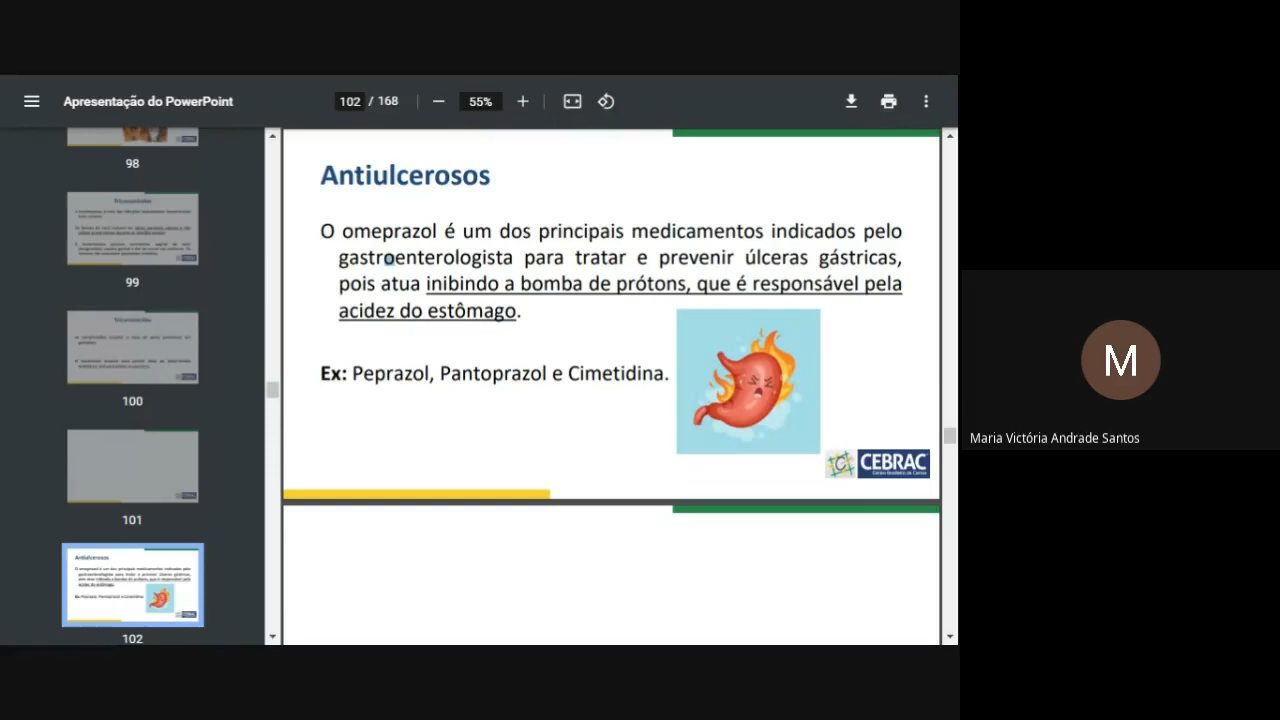 Apresentação do PowerPoint
102 / 168
55%
98
99
100
101
Antiulcerosos
102
Antiulcerosos
O omeprazol é um dos principais medicamentos indicados pelo
gastroenterologista para tratar e prevenir úlceras gástricas,
pois atua inibindo a bomba de prótons, que é responsável pela
acidez do estômago.
Ex: Peprazol, Pantoprazol e Cimetidina.
CEBRAC
M
Maria Victória Andrade Santos